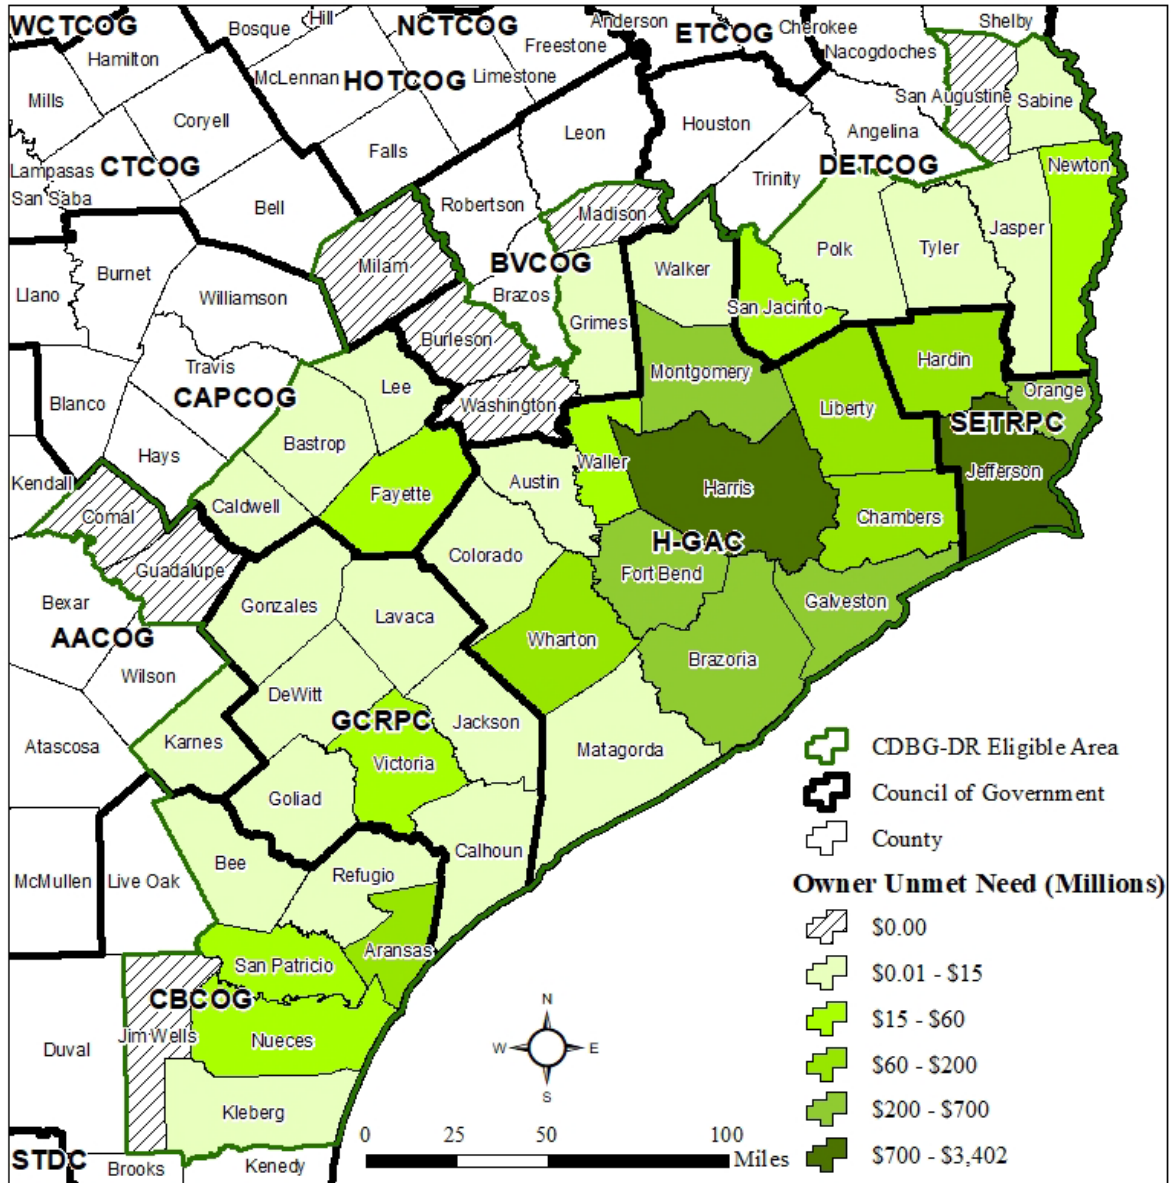 WCTCOG
Bosque
Hill
NCTCOG
Anderson
ETCOG
Cherokee
Shelby
Hamilton
Freestone
Nacogdoches
McLennan
HOTCOG
Limestone
Mills
San Augustine
Sabine
Coryell
Leon
Houston
Angelina
Falls
Lampasas
CTCOG
DETCOG
Newton
Trinity
San Saba
Bell
Robertson
Madison
Jasper
Polk
Tyler
Milam
BVCOG
Walker
Burnet
Llano
Williamson
Brazos
San Jacinto
Grimes
Burleson
Hardin
Travis
Montgomery
Lee
Orange
CAPCOG
Washington
Blanco
Liberty
SETRPC
Bastrop
Hays
Waller
Jefferson
Kendall
Austin
Harris
Fayette
Caldwell
Comal
Chambers
H-GAC
Colorado
Guadalupe
Fort Bend
Bexar
Gonzales
Lavaca
Galveston
AACOG
Wharton
Brazoria
Wilson
DeWitt
GCRPC
Jackson
Karnes
Atascosa
Matagorda
Victoria
Goliad
Calhoun
Bee
Refugio
McMullen
Live Oak
Aransas
San Patricio
CBCOG
Jim Wells
Nueces
Duval
Kleberg
STDC
Brooks
Kenedy
CDBG-DR Eligible Area
Council of Government
County
Owner Unmet Need (Millions)
$0.00
$0.01 - $15
$15 - $60
$60 - $200
$200 - $700
$700 - $3,402
N
W
E
S
0
25
50
100
Miles